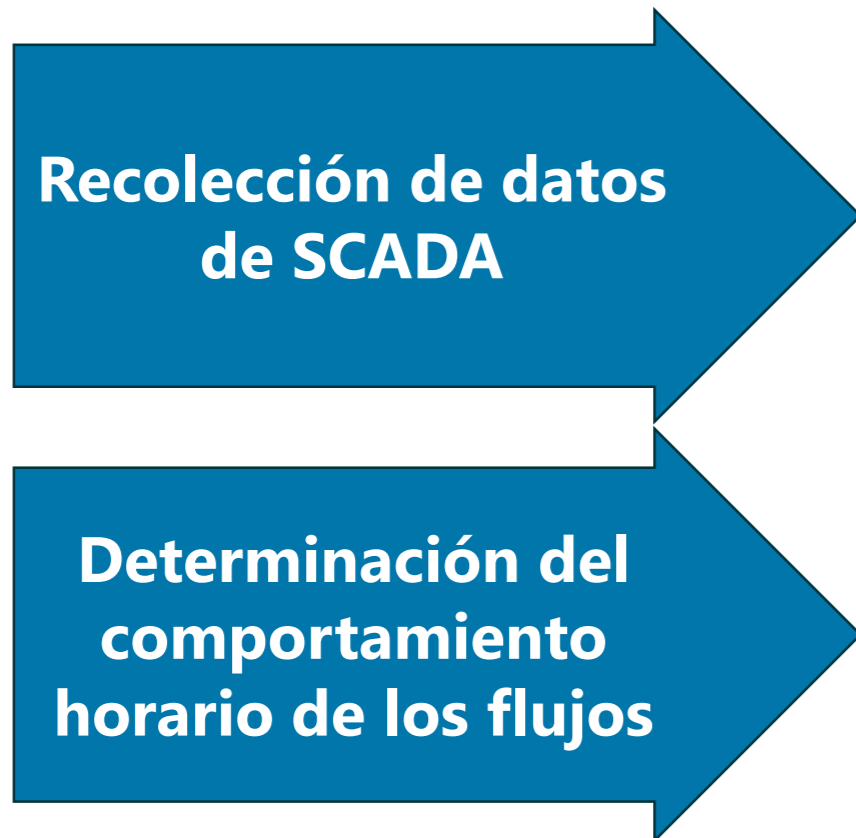 Recolección de datos
de SCADA
Determinación del
comportamiento
horario de los flujos